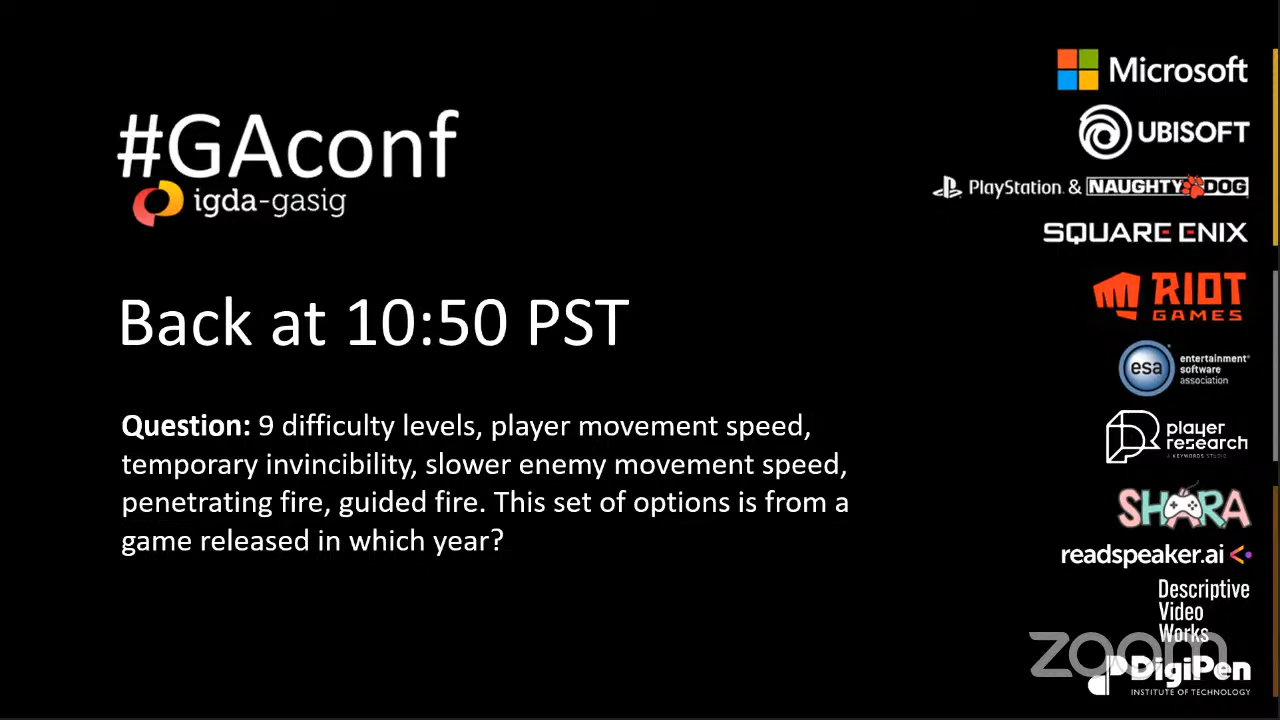 #GAconf
igda-gasig
Back at 10:50 PST
Question: 9 difficulty levels, player movement speed,
temporary invincibility, slower enemy movement speed,
penetrating fire, guided fire. This set of options is from a
game released in which year?
Microsoft
UBISOFT
PlayStation. & NAUGHTY DOG
SQUARE ENIX
RIOT
GAMES
esa
entertainment®
software
association
player
research
A KEYWORDS STUDIO
SHARA
readspeaker.ai
Descriptive
Video
Works
zoom
DigiPen
INSTITUTE OF TECHNOLOGY